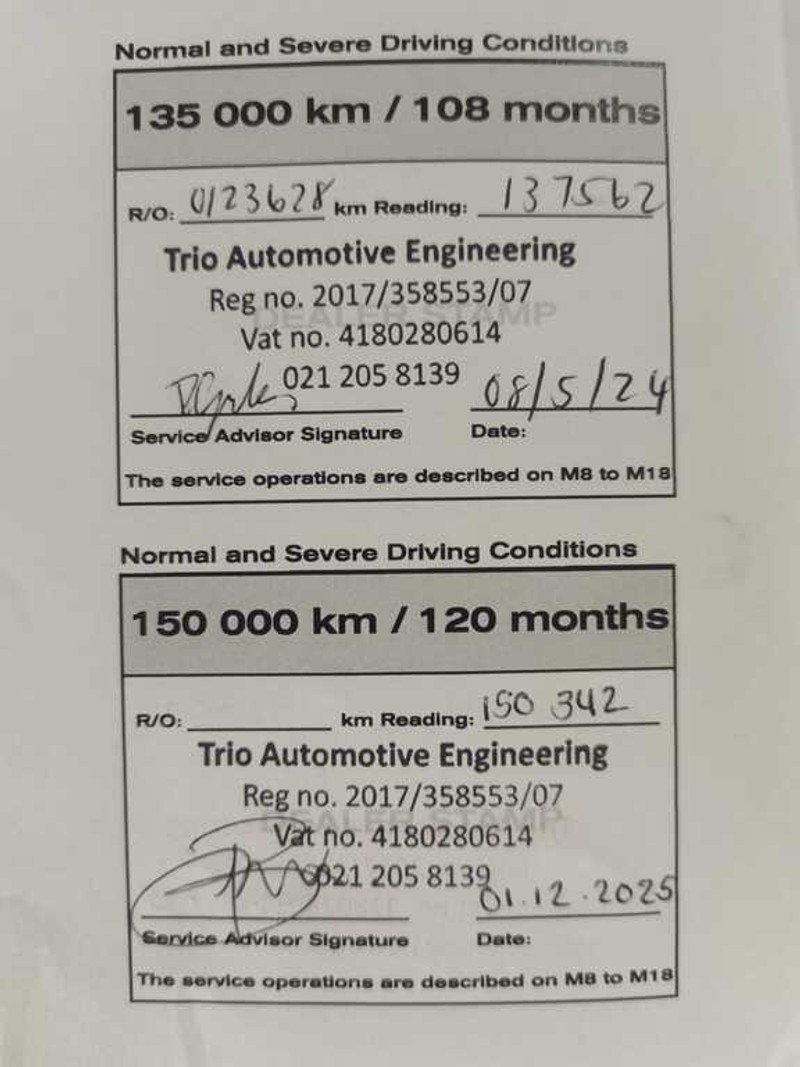 Normal and Severe Driving Conditions
135 000 km / 108 months
R/O: 0123628 km Reading: 137562
Trio Automotive Engineering
Reg no. 2017/358553/07
DEALER STAMP
Vat no. 4180280614
021 205 8139 08/5/24
Service Advisor Signature Date:
The service operations are described on M8 to M18
Normal and Severe Driving Conditions
150 000 km / 120 months
R/O: km Reading: 150 342
Trio Automotive Engineering
Reg no. 2017/358553/07
DEALER STAMP
Vat no. 4180280614
021 205 8139
01.12.2025
Service Advisor Signature Date:
The service operations are described on M8 to M18